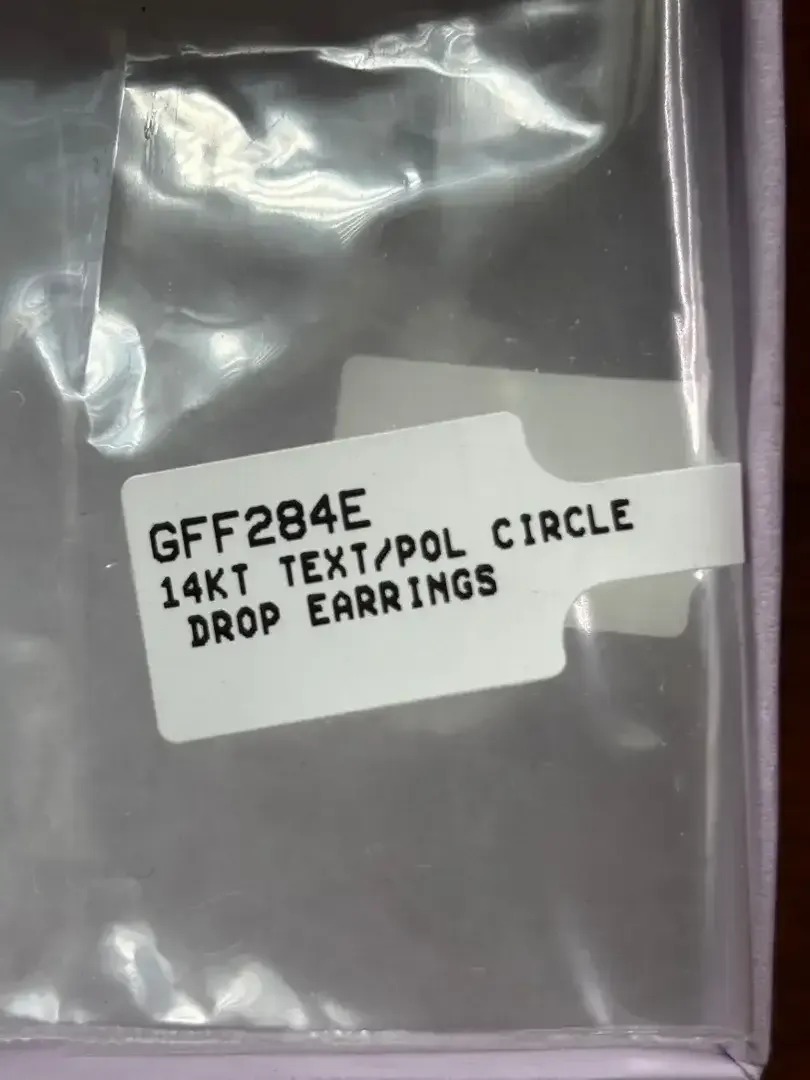 GFF284E
14KT TEXT/POL CIRCLE
DROP EARRINGS